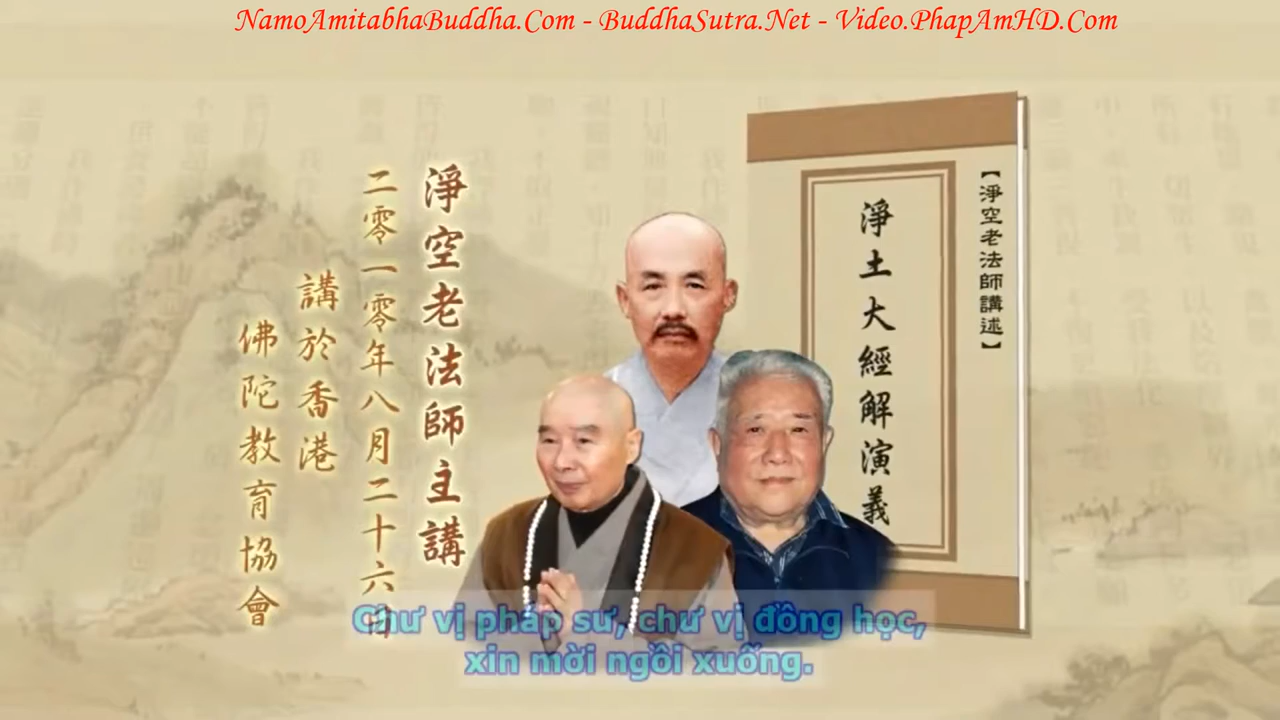 NamoAmitabhaBuddha.Com - BuddhaSutra.Net - Video.PhapAmHD.Com
【淨空老法師講述】
淨土大經解演義
淨空老法師主講
二零一零年八月二十六日
講於香港
佛陀教育協會
Chư vị pháp sư, chư vị đồng học,
xin mời ngồi xuống.